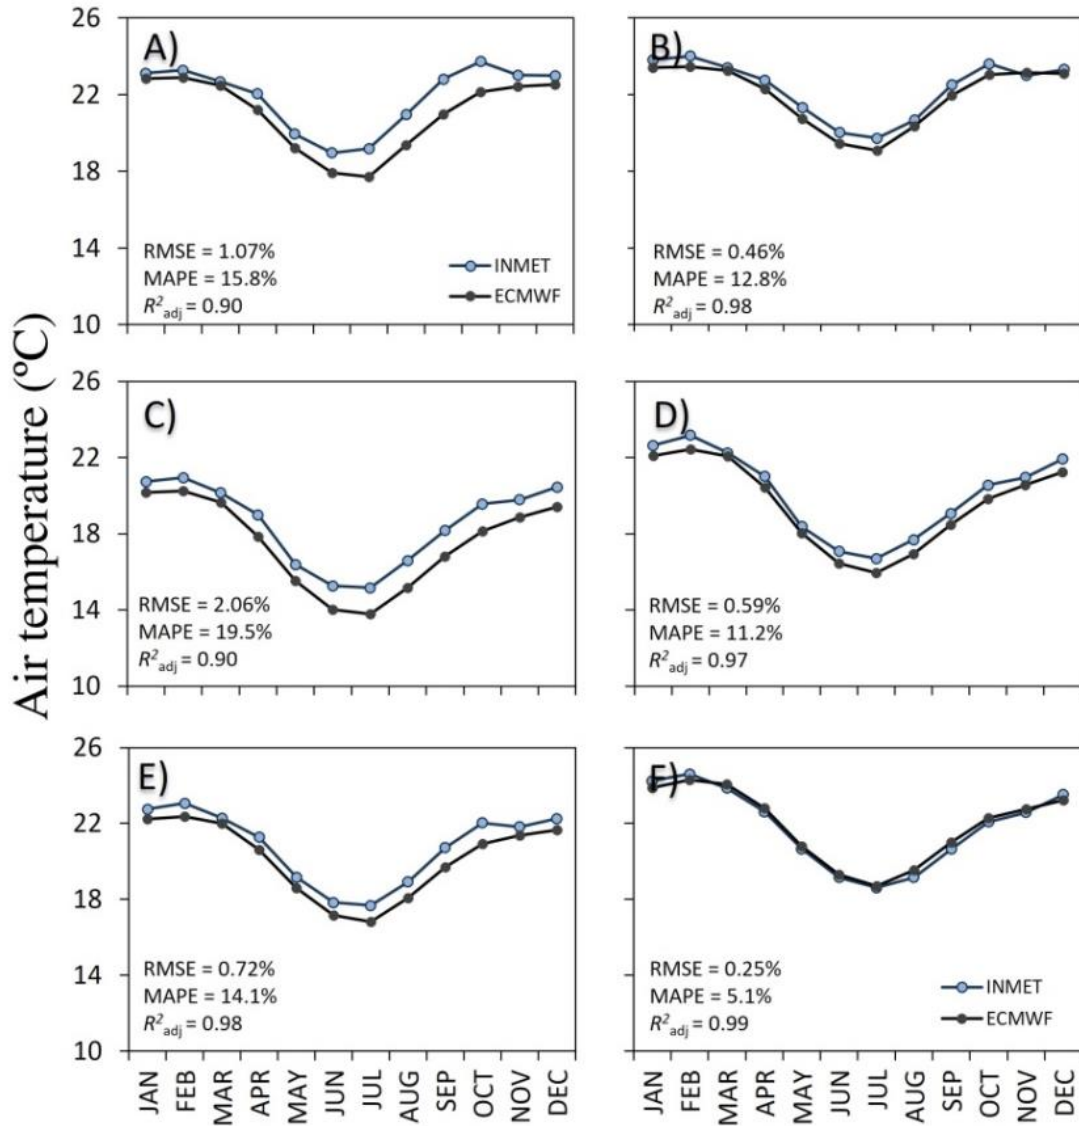 Air temperature (ºC)
26
22
18
14
10
A)
RMSE = 1.07%
MAPE = 15.8%
R²adj = 0.90
INMET
ECMWF
B)
RMSE = 0.46%
MAPE = 12.8%
R²adj = 0.98
26
22
18
14
10
C)
RMSE = 2.06%
MAPE = 19.5%
R²adj = 0.90
D)
RMSE = 0.59%
MAPE = 11.2%
R²adj = 0.97
26
22
18
14
10
E)
RMSE = 0.72%
MAPE = 14.1%
R²adj = 0.98
F)
RMSE = 0.25%
MAPE = 5.1%
R²adj = 0.99
INMET
ECMWF
JAN FEB MAR APR MAY JUN JUL AUG SEP OCT NOV DEC
JAN FEB MAR APR MAY JUN JUL AUG SEP OCT NOV DEC